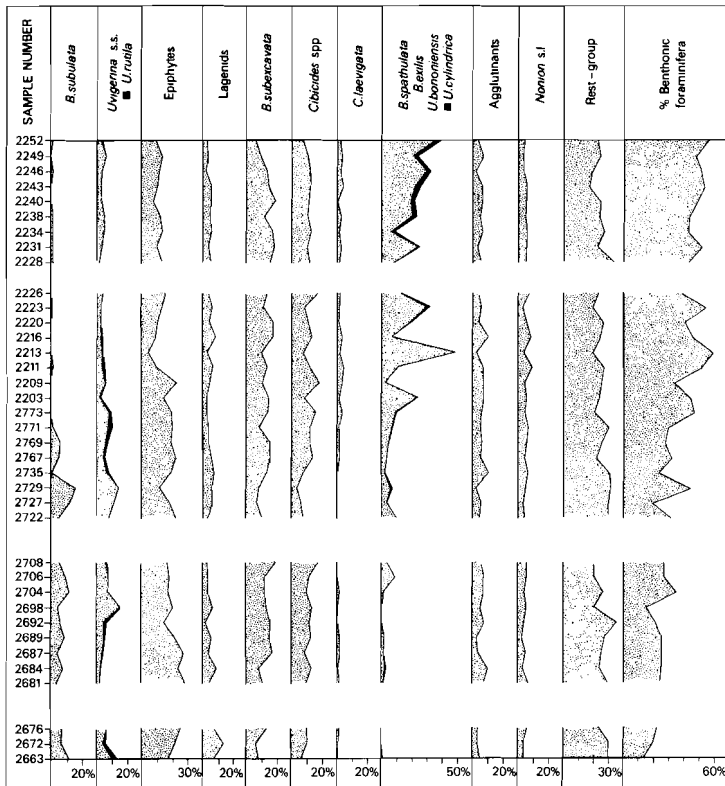 SAMPLE NUMBER
B.subulata
Uvigerina s.s.
■ U.rutila
Epiphytes
Lagenids
B.subexcavata
Cibicides spp
C.laevigata
B.spathulata
B.exilis
U.bononiensis
■ U.cylindrica
Agglutinants
Nonion s.l
Rest-group
% Benthonic
foraminifera
2252
2249
2246
2243
2240
2238
2234
2231
2228
2226
2223
2220
2216
2213
2211
2209
2203
2773
2771
2769
2767
2735
2729
2727
2722
2708
2706
2704
2698
2692
2689
2687
2684
2681
2676
2672
2663
20% 20% 30% 20% 20% 20% 20% 50% 20% 20% 30% 60%